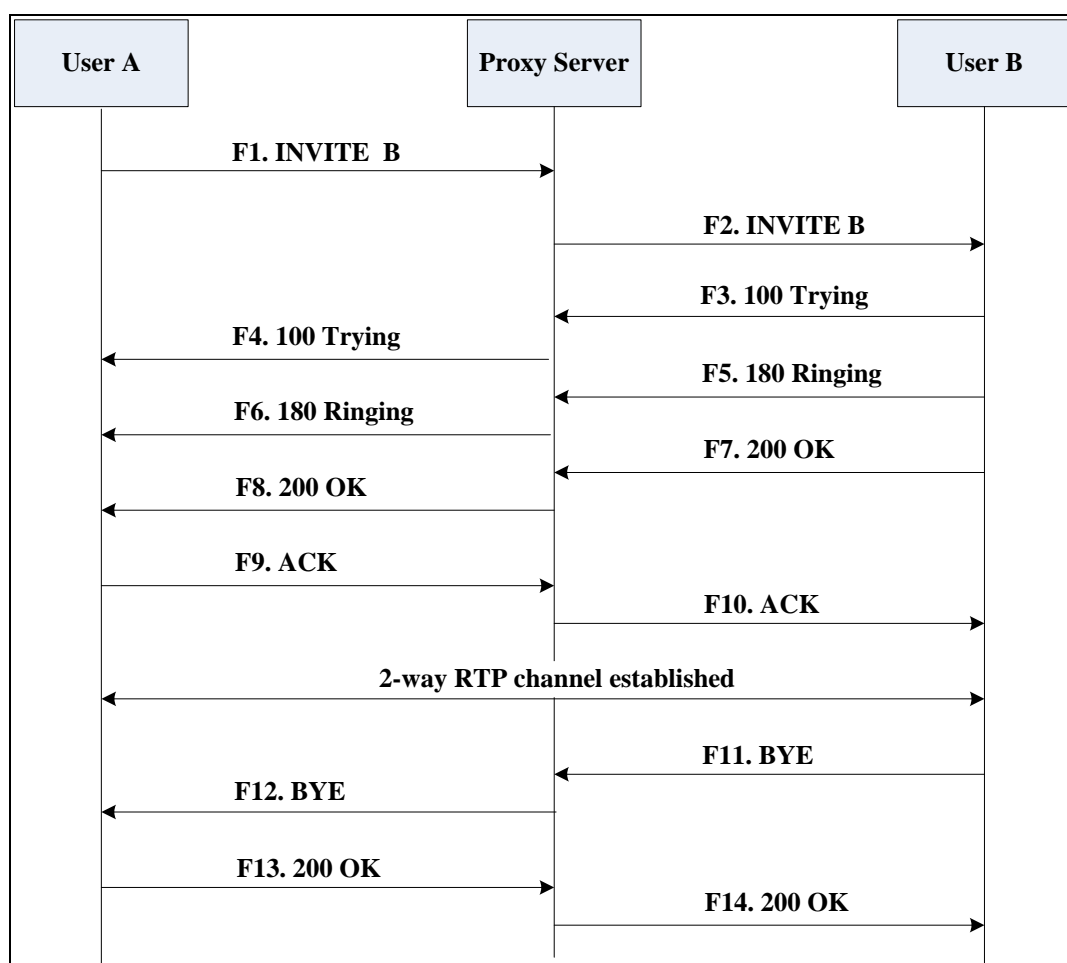 User A
Proxy Server
User B
F1. INVITE  B
F2. INVITE B
F3. 100 Trying
F4. 100 Trying
F5. 180 Ringing
F6. 180 Ringing
F7. 200 OK
F8. 200 OK
F9. ACK
F10. ACK
2-way RTP channel established
F11. BYE
F12. BYE
F13. 200 OK
F14. 200 OK